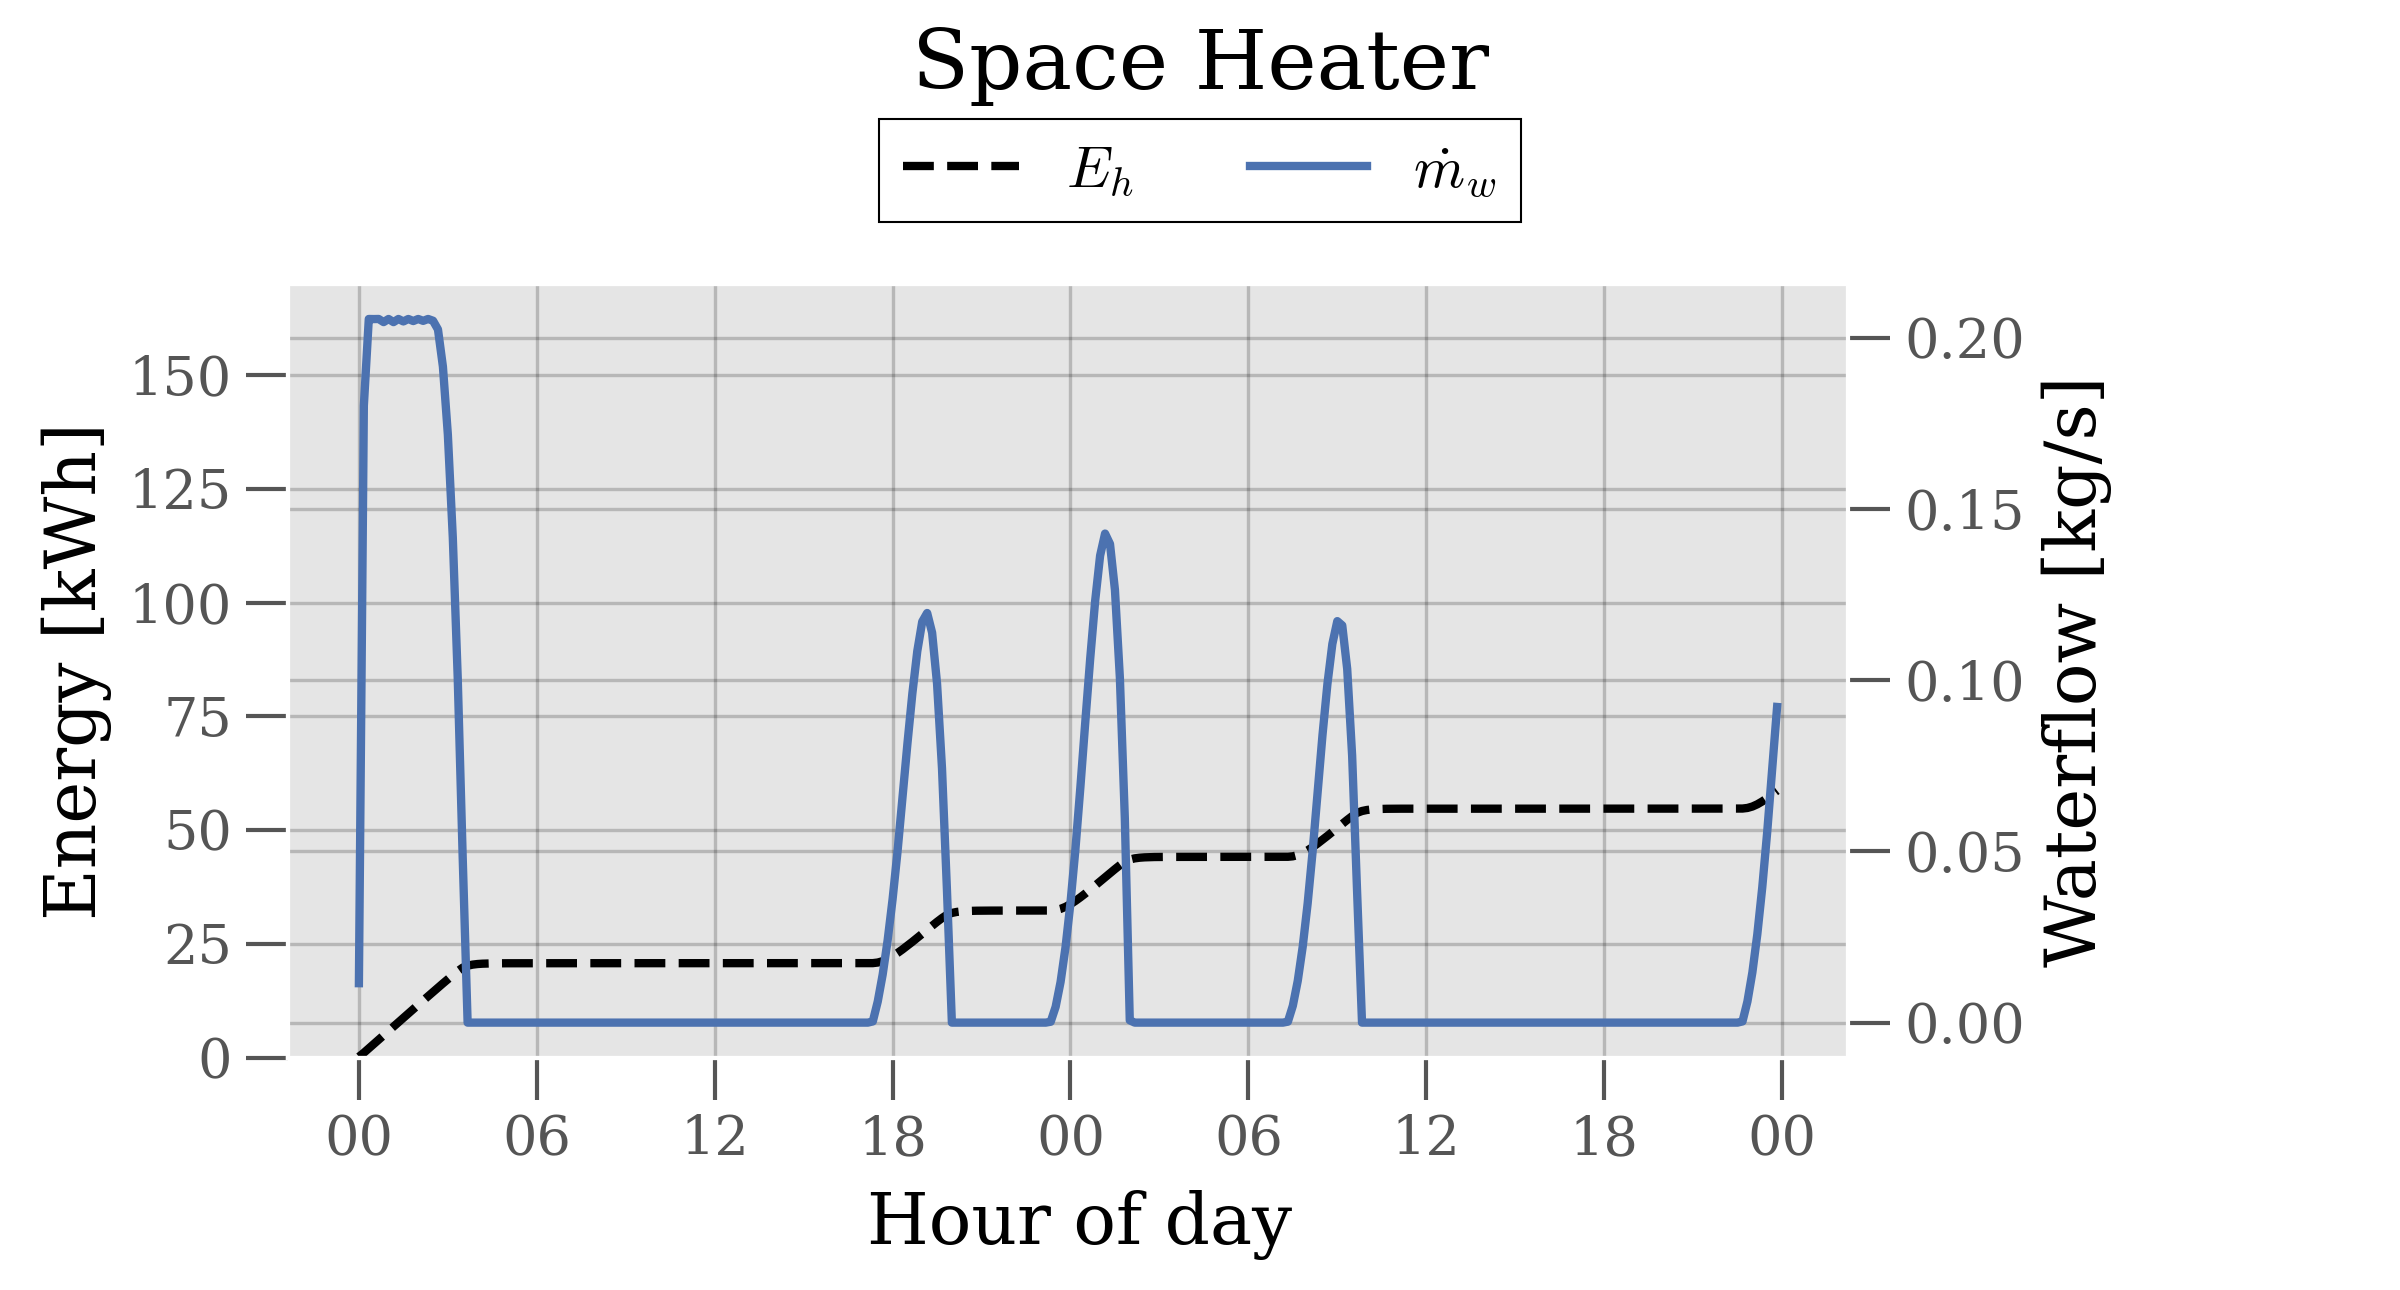 Space Heater
E_h ṁ_w
Energy [kWh]
150
125
100
75
50
25
0
0.20
0.15
0.10
0.05
0.00
Waterflow [kg/s]
00 06 12 18 00 06 12 18 00
Hour of day